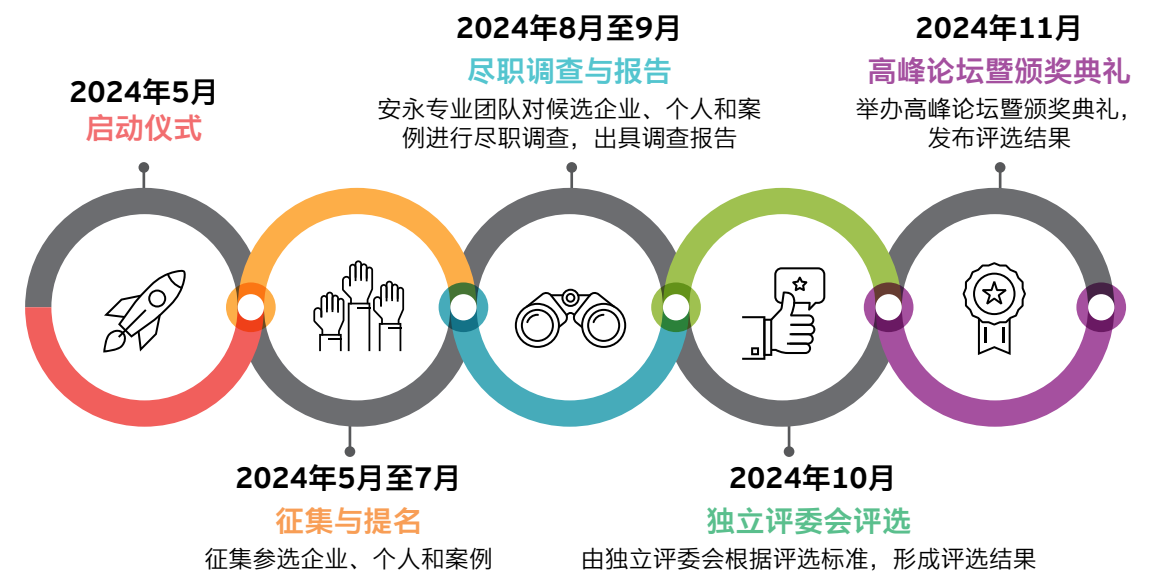 2024年5月
启动仪式
2024年5月至7月
征集与提名
征集参选企业、个人和案例
2024年8月至9月
尽职调查与报告
安永专业团队对候选企业、个人和案
例进行尽职调查，出具调查报告
2024年10月
独立评委会评选
由独立评委会根据评选标准，形成评选结果
2024年11月
高峰论坛暨颁奖典礼
举办高峰论坛暨颁奖典礼，
发布评选结果